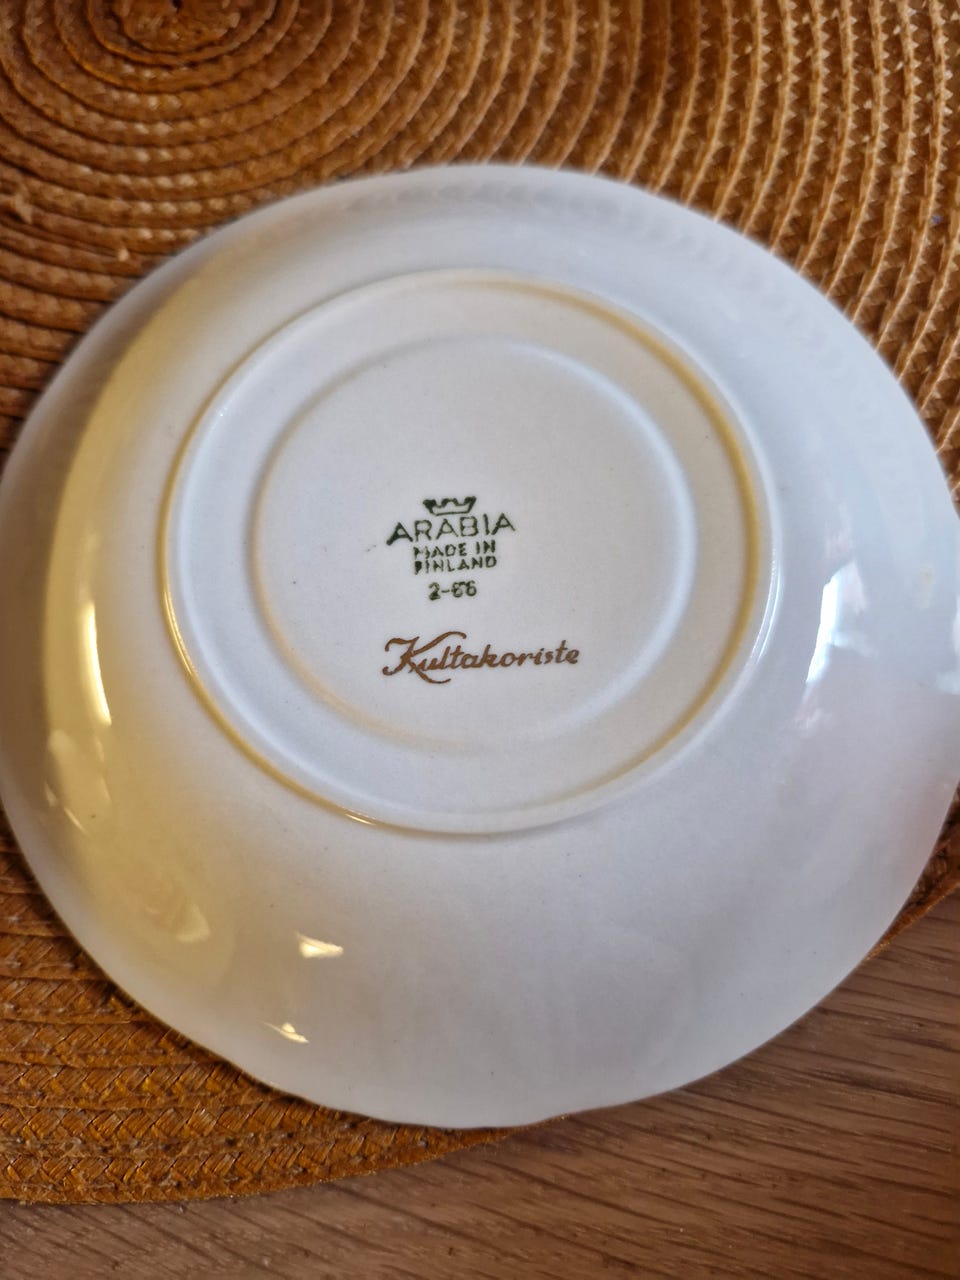 ARABIA
MADE IN
FINLAND
2-66
Kultakoriste